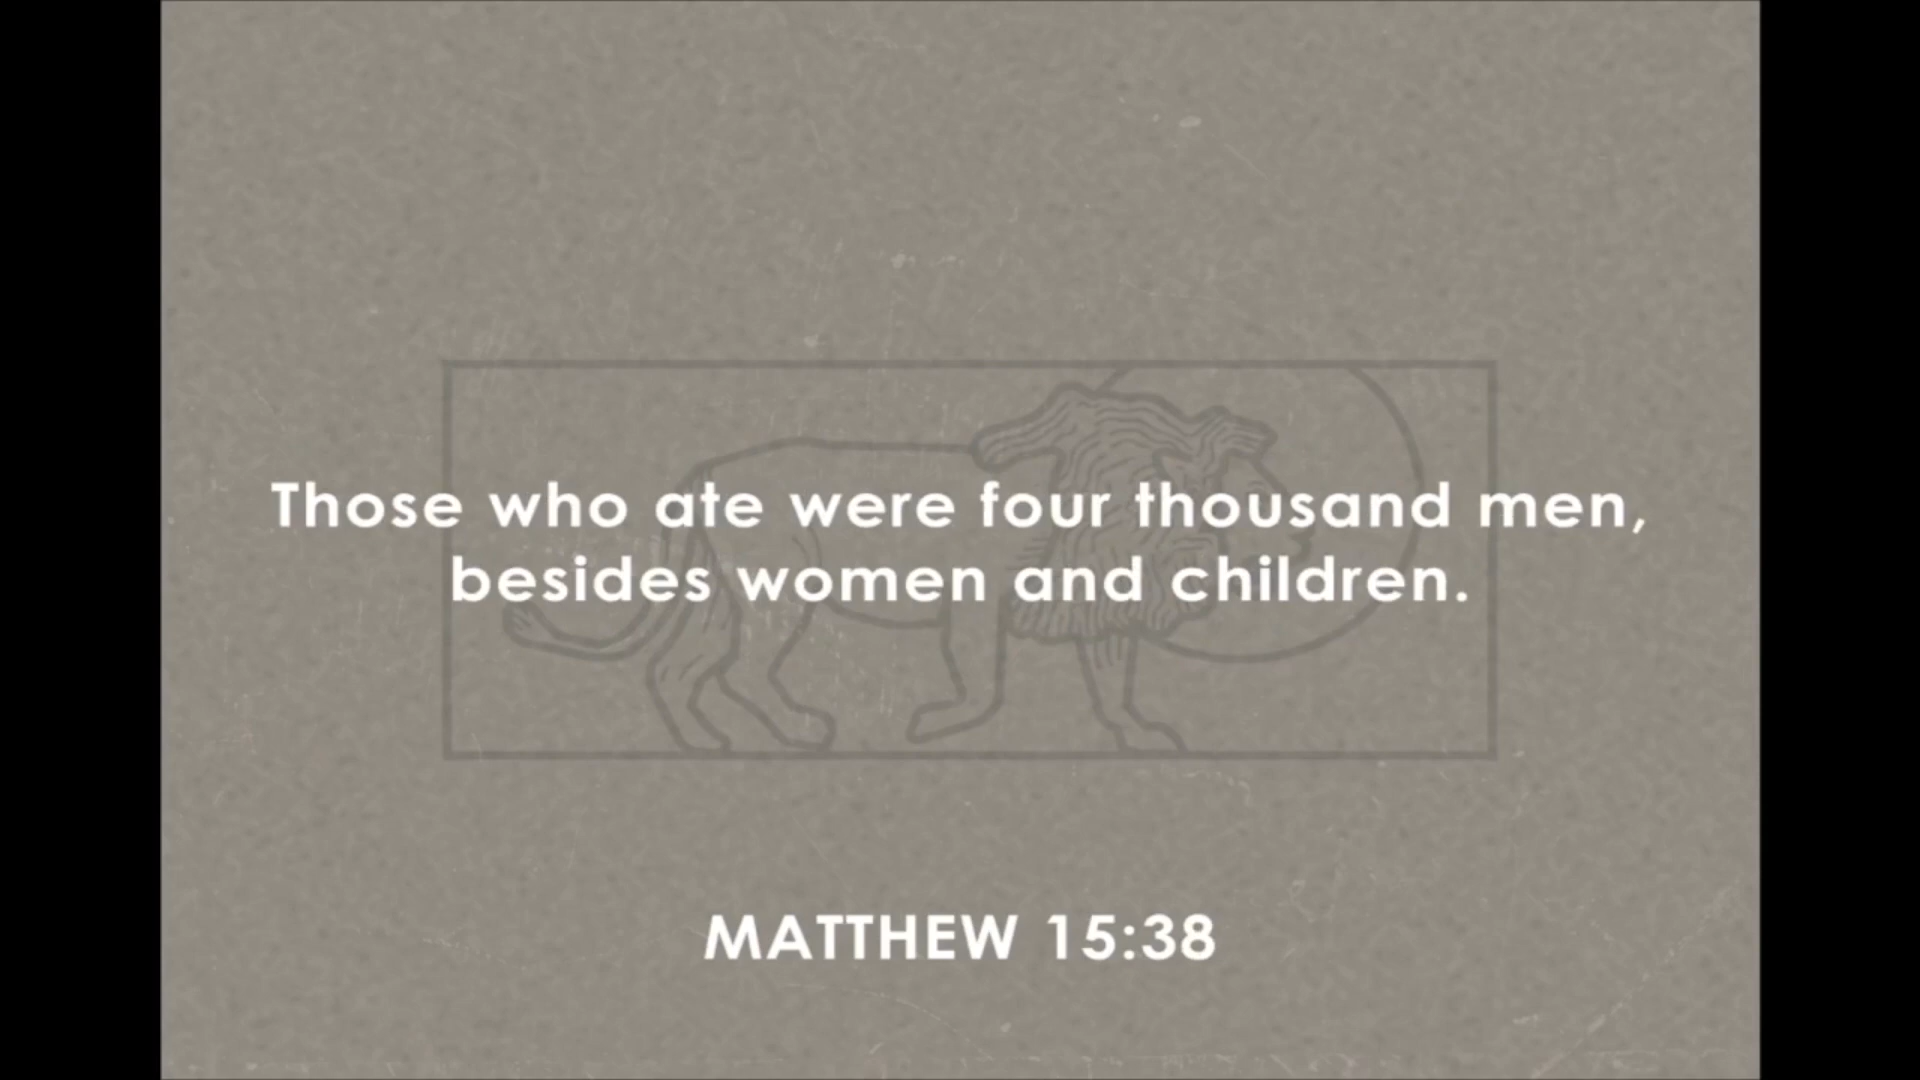 Those who ate were four thousand men,
besides women and children.
MATTHEW 15:38